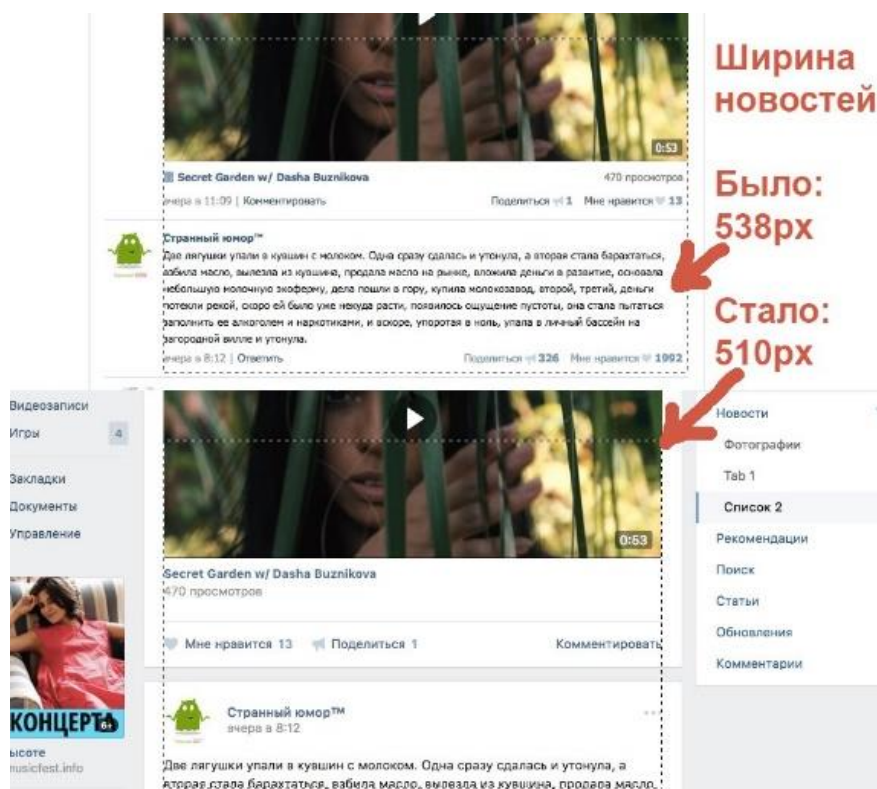 Ширина
новостей
0:53
Secret Garden w/ Dasha Buznikova
470 просмотров
вчера в 11:09 | Комментировать
Поделиться 1 Мне нравится 13
Было:
538px
Странный юмор™
Две лягушки упали в кувшин с молоком. Одна сразу сдалась и утонула, а вторая стала барахтаться,
взбила масло, вылезла из кувшина, продала масло на рынке, вложила деньги в развитие, основала
небольшую молочную экоферму, дела пошли в гору, купила молокозавод, второй, третий, деньги
потекли рекой, скоро ей было уже некуда расти, появилось ощущение пустоты, она стала пытаться
заполнить ее алкоголем и наркотиками, и вскоре, упоротая в ноль, упала в личный бассейн на
загородной вилле и утонула.
вчера в 8:12 | Ответить
Поделиться 326 Мне нравится 1992
Стало:
510px
Видеозаписи
Игры 4
Закладки
Документы
Управление
КОНЦЕРТА
6+
ысоте
musicfest.info
0:53
Secret Garden w/ Dasha Buznikova
470 просмотров
Мне нравится 13 Поделиться 1 Комментировать
Странный юмор™
вчера в 8:12
Две лягушки упали в кувшин с молоком. Одна сразу сдалась и утонула, а
вторая стала барахтаться, взбила масло, вылезла из кувшина, продала масло
Новости
Фотографии
Tab 1
Список 2
Рекомендации
Поиск
Статьи
Обновления
Комментарии